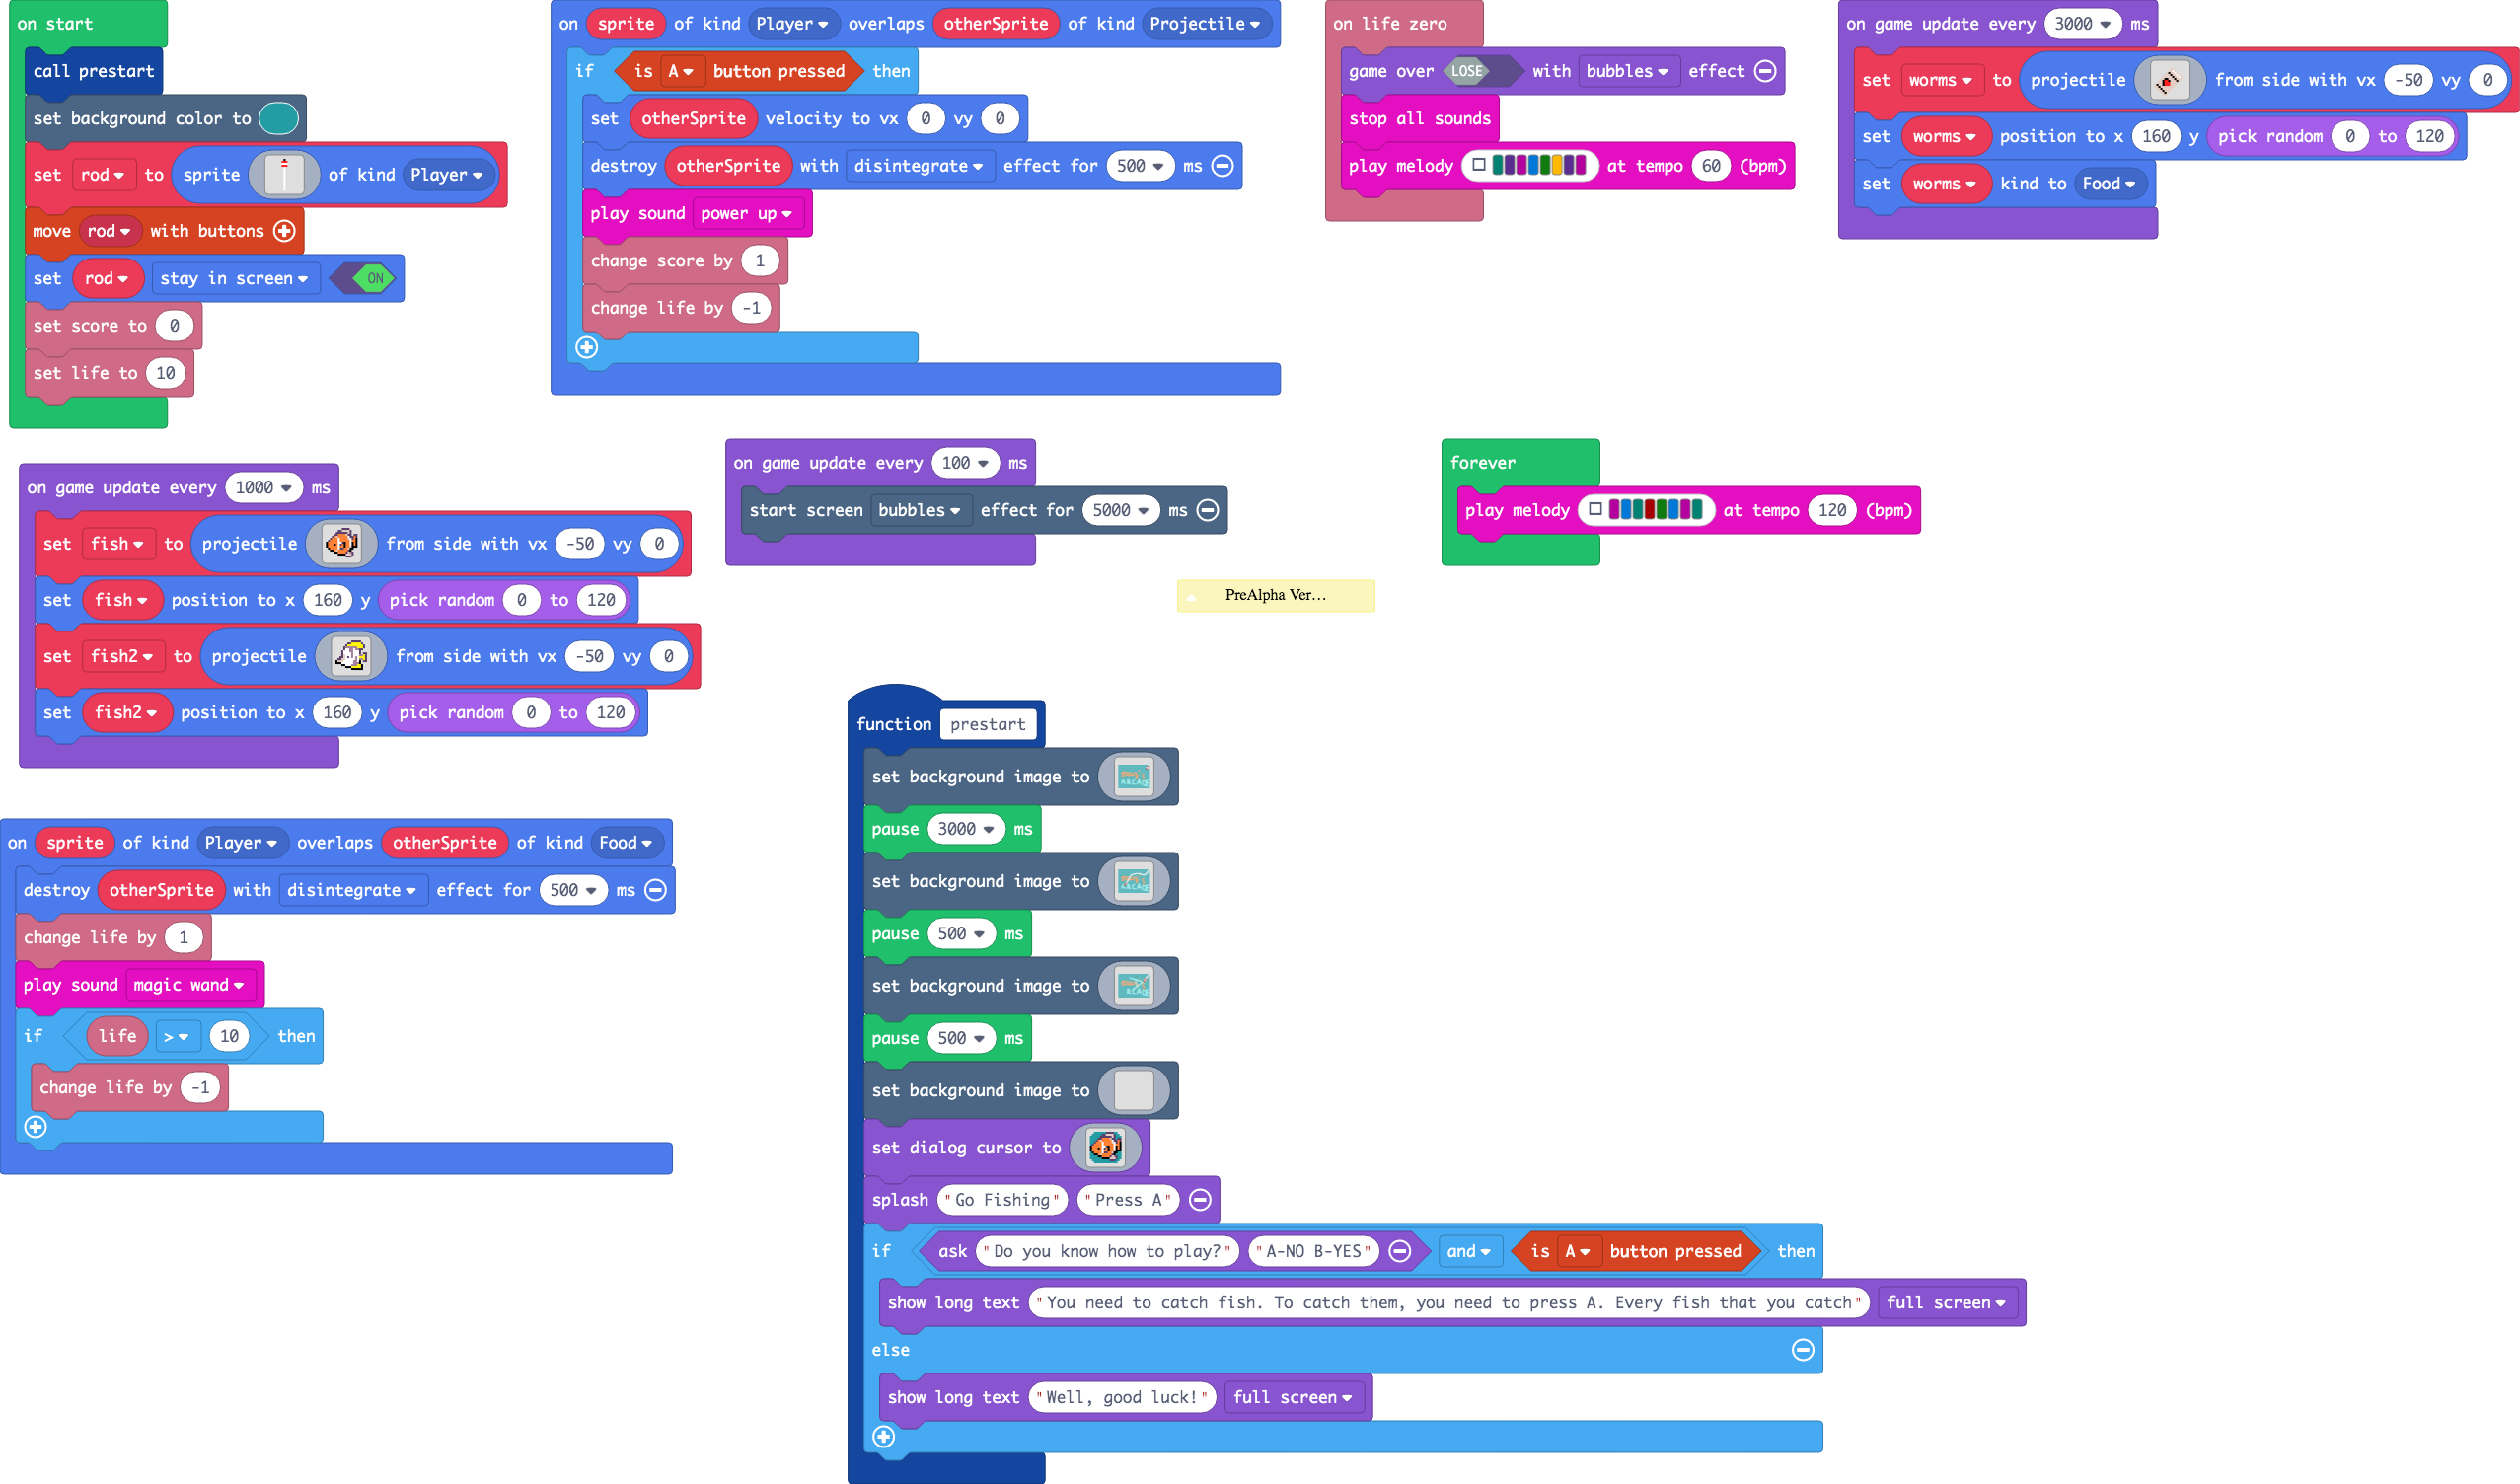 on start
call prestart
set background color to
set rod to sprite of kind Player
move rod with buttons
set rod stay in screen ON
set score to 0
set life to 10
on sprite of kind Player overlaps otherSprite of kind Projectile
if is A button pressed then
set otherSprite velocity to vx 0 vy 0
destroy otherSprite with disintegrate effect for 500 ms
play sound power up
change score by 1
change life by -1
on life zero
game over LOSE with bubbles effect
stop all sounds
play melody at tempo 60 (bpm)
on game update every 3000 ms
set worms to projectile from side with vx -50 vy 0
set worms position to x 160 y pick random 0 to 120
set worms kind to Food
on game update every 1000 ms
set fish to projectile from side with vx -50 vy 0
set fish position to x 160 y pick random 0 to 120
set fish2 to projectile from side with vx -50 vy 0
set fish2 position to x 160 y pick random 0 to 120
on game update every 100 ms
start screen bubbles effect for 5000 ms
forever
play melody at tempo 120 (bpm)
PreAlpha Ver...
function prestart
set background image to
pause 3000 ms
set background image to
pause 500 ms
set background image to
pause 500 ms
set background image to
set dialog cursor to
splash "Go Fishing" "Press A"
if ask "Do you know how to play?" "A-NO B-YES" and is A button pressed then
show long text "You need to catch fish. To catch them, you need to press A. Every fish that you catch" full screen
else
show long text "Well, good luck!" full screen
on sprite of kind Player overlaps otherSprite of kind Food
destroy otherSprite with disintegrate effect for 500 ms
change life by 1
play sound magic wand
if life > 10 then
change life by -1